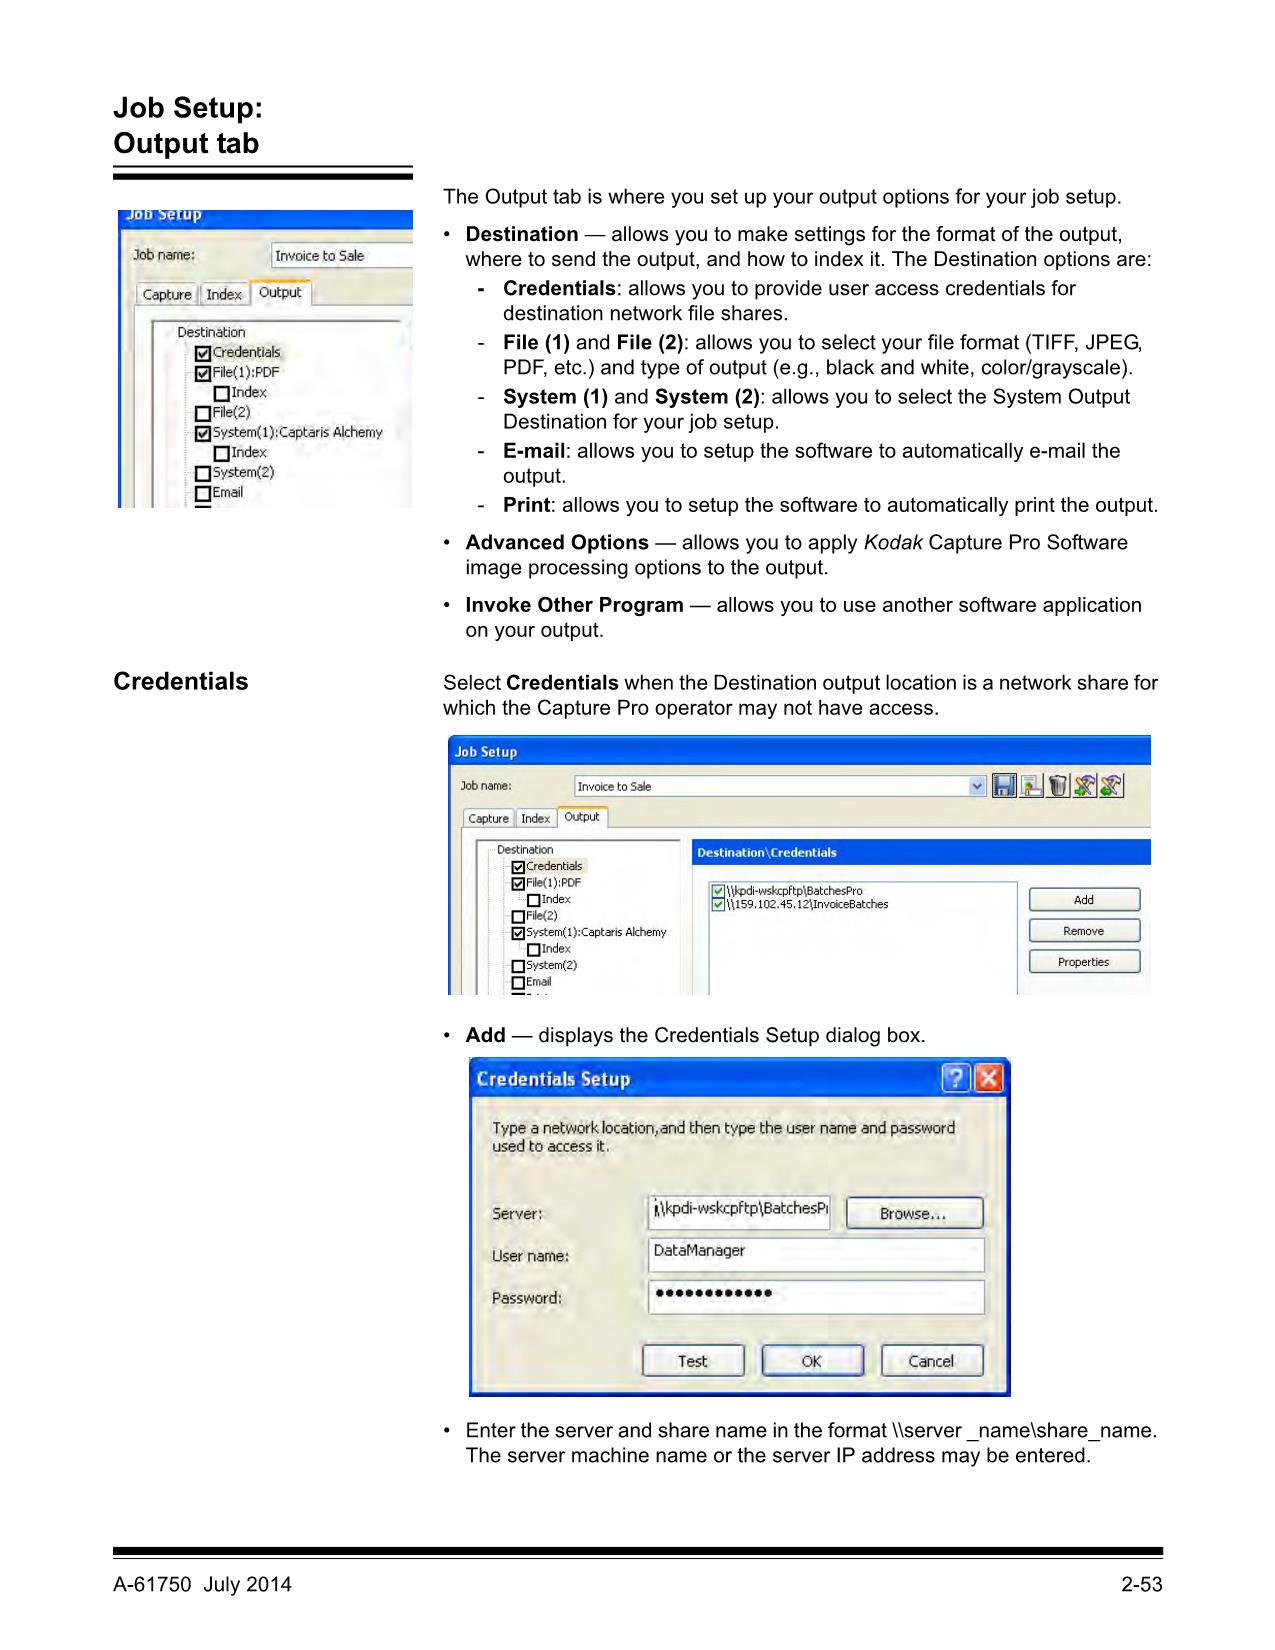 Job Setup:
Output tab
The Output tab is where you set up your output options for your job setup.
Job Setup
Job name:
Invoice to Sale
Capture Index Output
Destination
Credentials
File(1):PDF
Index
File(2)
System(1):Captaris Alchemy
Index
System(2)
Email
• Destination — allows you to make settings for the format of the output,
where to send the output, and how to index it. The Destination options are:
- Credentials: allows you to provide user access credentials for
destination network file shares.
- File (1) and File (2): allows you to select your file format (TIFF, JPEG,
PDF, etc.) and type of output (e.g., black and white, color/grayscale).
- System (1) and System (2): allows you to select the System Output
Destination for your job setup.
- E-mail: allows you to setup the software to automatically e-mail the
output.
- Print: allows you to setup the software to automatically print the output.
• Advanced Options — allows you to apply Kodak Capture Pro Software
image processing options to the output.
• Invoke Other Program — allows you to use another software application
on your output.
Credentials
Select Credentials when the Destination output location is a network share for
which the Capture Pro operator may not have access.
Job Setup
Job name:
Invoice to Sale
Capture Index Output
Destination
Credentials
File(1):PDF
Index
File(2)
System(1):Captaris Alchemy
Index
System(2)
Email
Destination\Credentials
\\kpdi-wskcpftp\BatchesPro
\\159.102.45.12\InvoiceBatches
Add
Remove
Properties
• Add — displays the Credentials Setup dialog box.
Credentials Setup
Type a network location,and then type the user name and password
used to access it.
Server:
\\kpdi-wskcpftp\BatchesPr
Browse...
User name:
DataManager
Password:
••••••••••••
Test
OK
Cancel
• Enter the server and share name in the format \\server _name\share_name.
The server machine name or the server IP address may be entered.
A-61750 July 2014
2-53